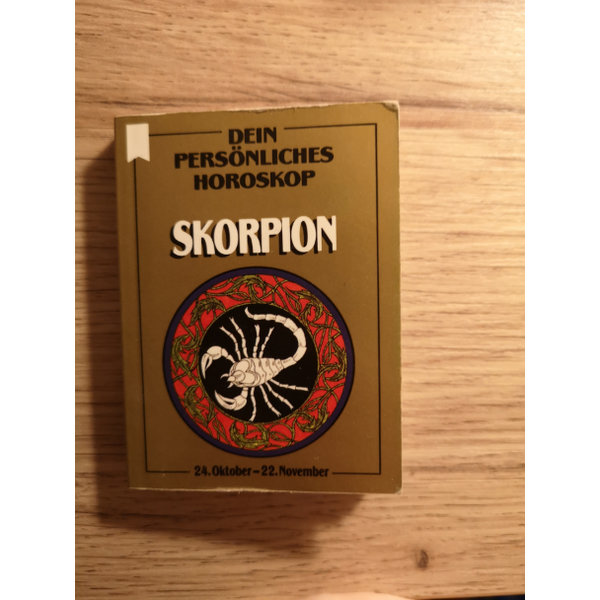 DEIN
PERSÖNLICHES
HOROSKOP
SKORPION
24. Oktober – 22. November